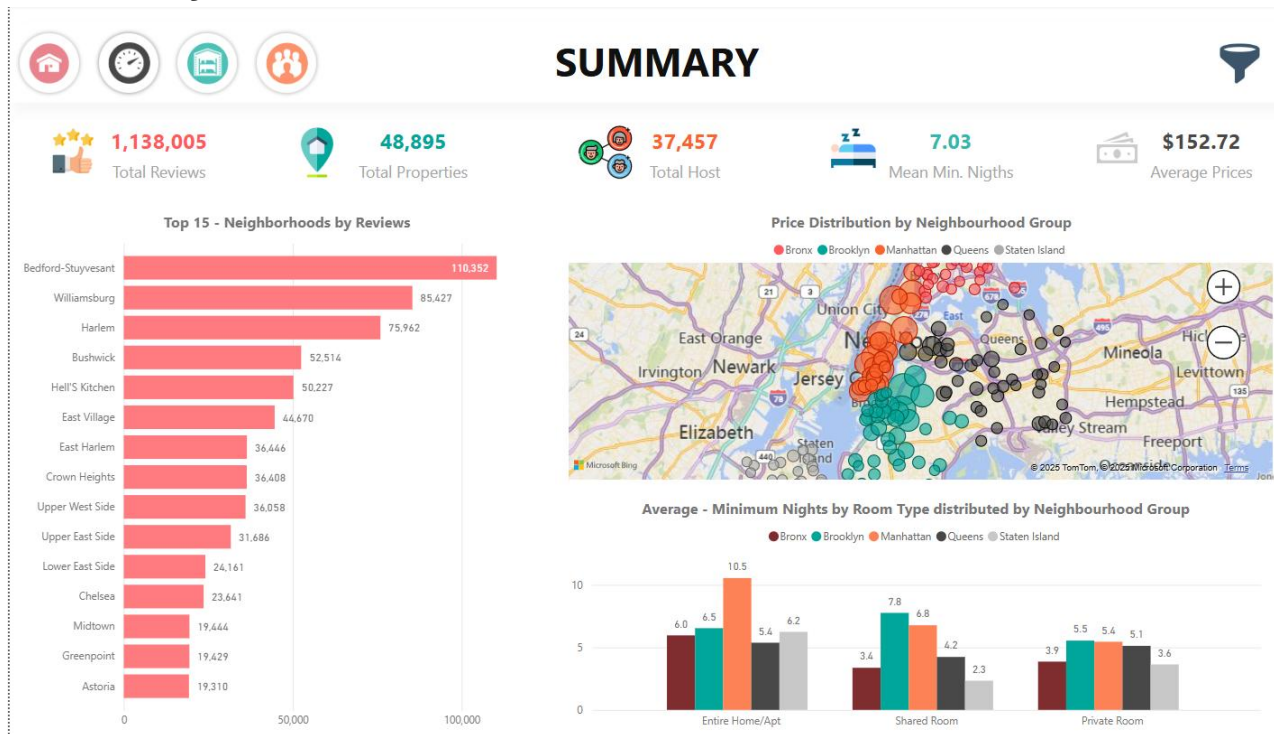 SUMMARY
1,138,005
Total Reviews
48,895
Total Properties
37,457
Total Host
7.03
Mean Min. Nigths
$152.72
Average Prices
Top 15 - Neighborhoods by Reviews
Bedford-Stuyvesant 110,352
Williamsburg 85,427
Harlem 75,962
Bushwick 52,514
Hell'S Kitchen 50,227
East Village 44,670
East Harlem 36,446
Crown Heights 36,408
Upper West Side 36,058
Upper East Side 31,686
Lower East Side 24,161
Chelsea 23,641
Midtown 19,444
Greenpoint 19,429
Astoria 19,310
0 50,000 100,000
Price Distribution by Neighbourhood Group
Bronx Brooklyn Manhattan Queens Staten Island
21 3
Union City
24
East Orange
East
Queens
495
Mineola
Irvington Newark
Jersey
Levittown
78
135
Hempstead
Elizabeth
Stream
Freeport
Staten
Island
440
Microsoft Bing
© 2025 TomTom, © 2025 Microsoft Corporation Terms
Average - Minimum Nights by Room Type distributed by Neighbourhood Group
Bronx Brooklyn Manhattan Queens Staten Island
10
5
0
6.0 6.5 10.5 5.4 6.2
3.4 7.8 6.8 4.2 2.3
3.9 5.5 5.4 5.1 3.6
Entire Home/Apt Shared Room Private Room